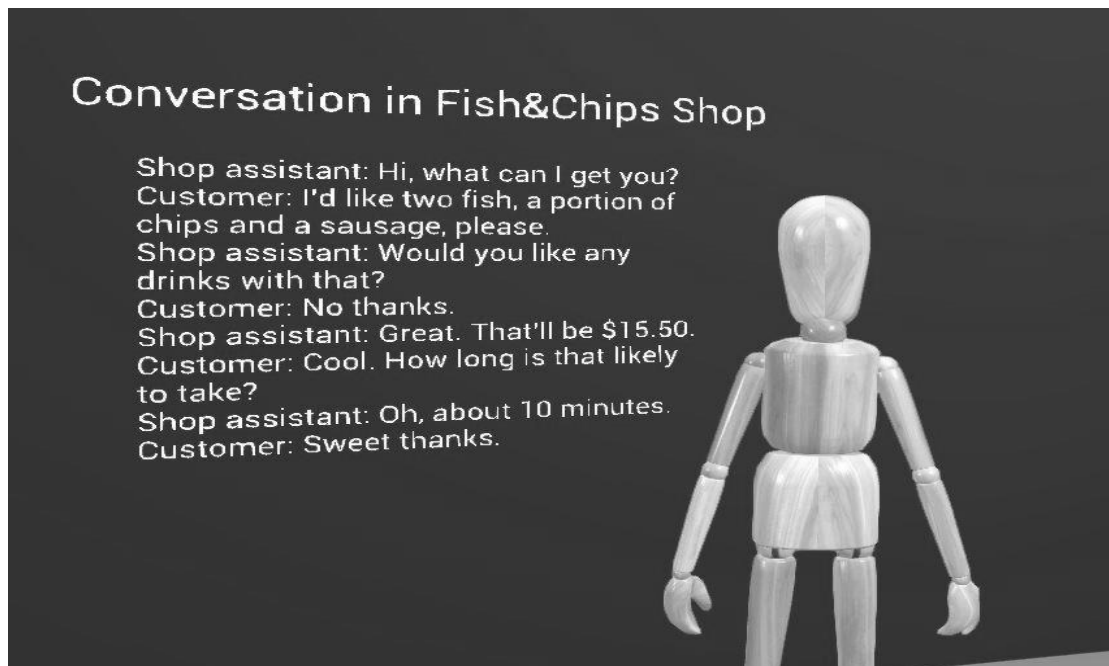 Conversation in Fish&Chips Shop
Shop assistant: Hi, what can I get you?
Customer: I'd like two fish, a portion of
chips and a sausage, please.
Shop assistant: Would you like any
drinks with that?
Customer: No thanks.
Shop assistant: Great. That'll be $15.50.
Customer: Cool. How long is that likely
to take?
Shop assistant: Oh, about 10 minutes.
Customer: Sweet thanks.